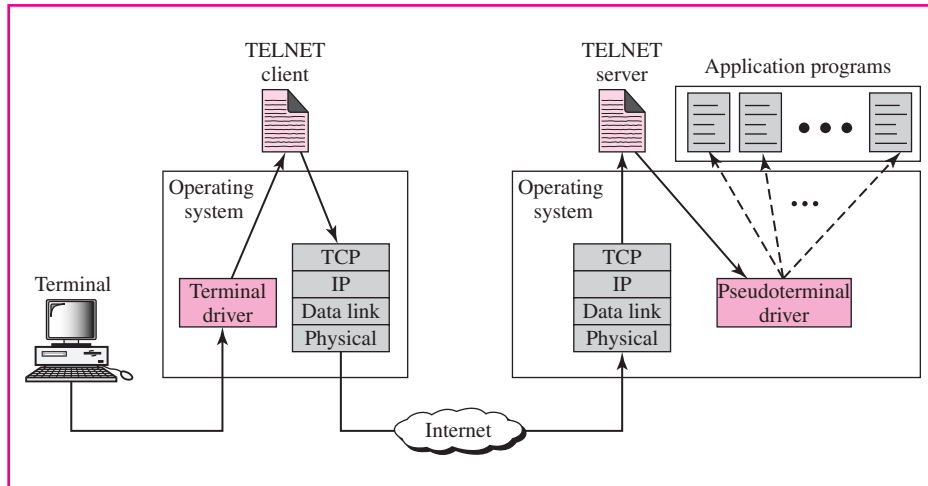 TELNET
client
TELNET
server
Application programs
Operating
system
Operating
system
Terminal
Terminal
driver
TCP
IP
Data link
Physical
TCP
IP
Data link
Physical
Pseudoterminal
driver
Internet